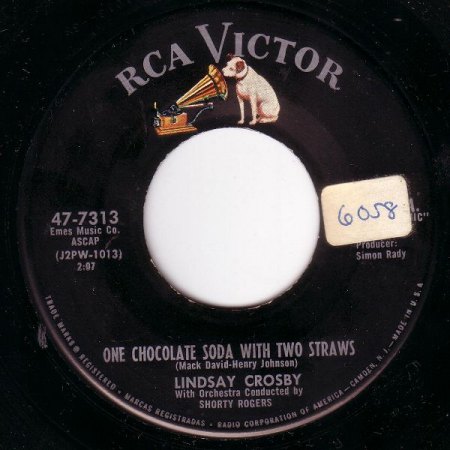 RCA VICTOR
47-7313
Emes Music Co.
ASCAP
(J2PW-1013)
2:07
6058
Producer:
Simon Rady
ONE CHOCOLATE SODA WITH TWO STRAWS
(Mack David-Henry Johnson)
LINDSAY CROSBY
With Orchestra Conducted by
SHORTY ROGERS
TRADE MARKS ® REGISTERED • MARCAS REGISTRADAS • RADIO CORPORATION OF AMERICA—CAMDEN, N. J.—MADE IN U.S.A.